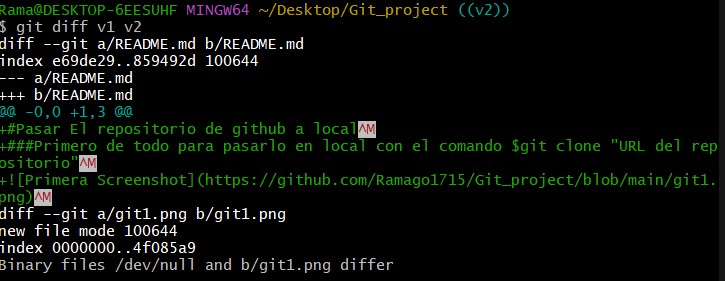 Rama@DESKTOP-6EESUHF MINGW64 ~/Desktop/Git_project ((v2))
$ git diff v1 v2
diff --git a/README.md b/README.md
index e69de29..859492d 100644
--- a/README.md
+++ b/README.md
@@ -0,0 +1,3 @@
+#Pasar El repositorio de github a local^M
+###Primero de todo para pasarlo en local con el comando $git clone "URL del rep
ositorio"^M
+![Primera Screenshot](https://github.com/Ramago1715/Git_project/blob/main/git1.
png)^M
diff --git a/git1.png b/git1.png
new file mode 100644
index 0000000..4f085a9
Binary files /dev/null and b/git1.png differ